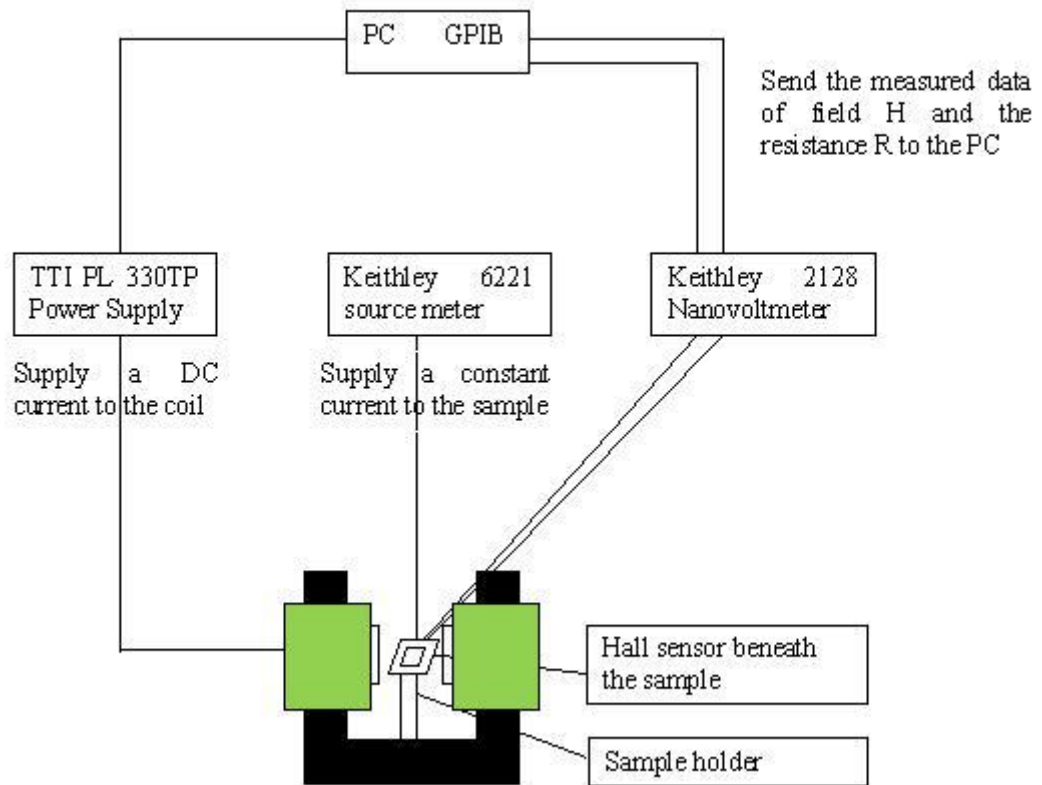 PC GPIB
Send the measured data
of field H and the
resistance R to the PC
TTI PL 330TP
Power Supply
Keithley 6221
source meter
Keithley 2128
Nanovoltmeter
Supply a DC
current to the coil
Supply a constant
current to the sample
Hall sensor beneath
the sample
Sample holder